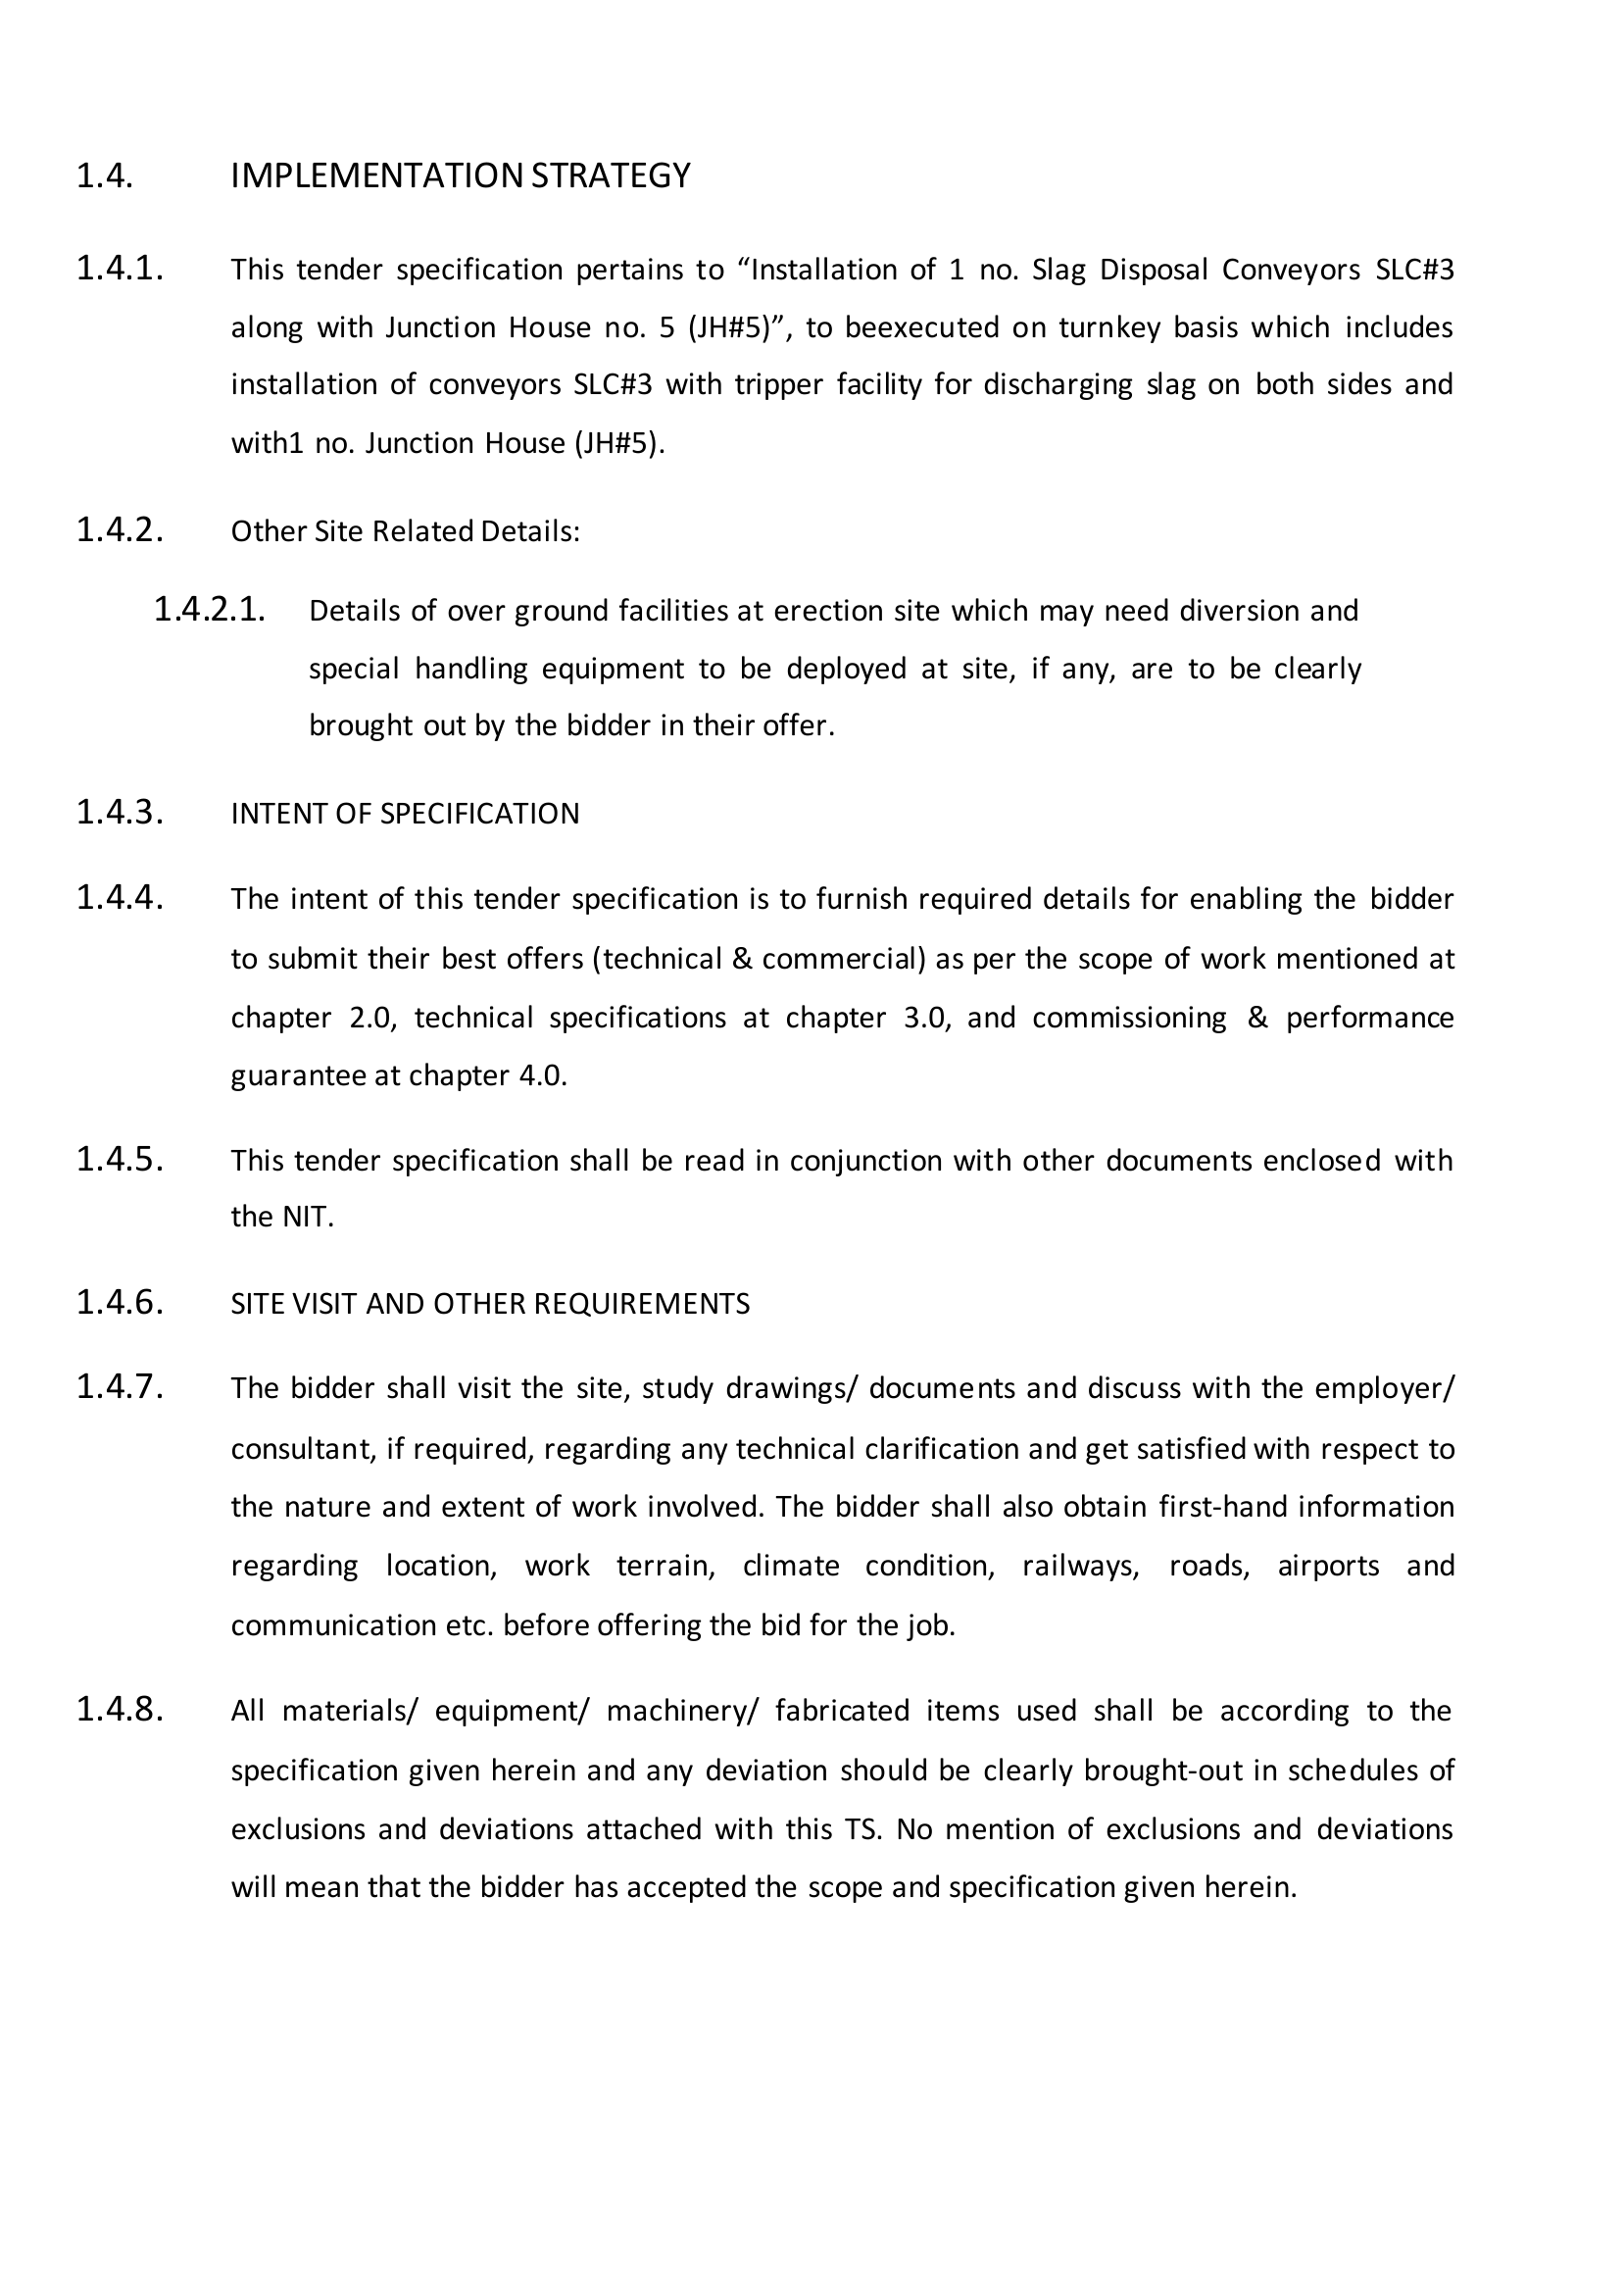 1.4. IMPLEMENTATION STRATEGY
1.4.1. This tender specification pertains to “Installation of 1 no. Slag Disposal Conveyors SLC#3
along with Junction House no. 5 (JH#5)”, to beexecuted on turnkey basis which includes
installation of conveyors SLC#3 with tripper facility for discharging slag on both sides and
with1 no. Junction House (JH#5).
1.4.2. Other Site Related Details:
1.4.2.1. Details of over ground facilities at erection site which may need diversion and
special handling equipment to be deployed at site, if any, are to be clearly
brought out by the bidder in their offer.
1.4.3. INTENT OF SPECIFICATION
1.4.4. The intent of this tender specification is to furnish required details for enabling the bidder
to submit their best offers (technical & commercial) as per the scope of work mentioned at
chapter 2.0, technical specifications at chapter 3.0, and commissioning & performance
guarantee at chapter 4.0.
1.4.5. This tender specification shall be read in conjunction with other documents enclosed with
the NIT.
1.4.6. SITE VISIT AND OTHER REQUIREMENTS
1.4.7. The bidder shall visit the site, study drawings/ documents and discuss with the employer/
consultant, if required, regarding any technical clarification and get satisfied with respect to
the nature and extent of work involved. The bidder shall also obtain first-hand information
regarding location, work terrain, climate condition, railways, roads, airports and
communication etc. before offering the bid for the job.
1.4.8. All materials/ equipment/ machinery/ fabricated items used shall be according to the
specification given herein and any deviation should be clearly brought-out in schedules of
exclusions and deviations attached with this TS. No mention of exclusions and deviations
will mean that the bidder has accepted the scope and specification given herein.